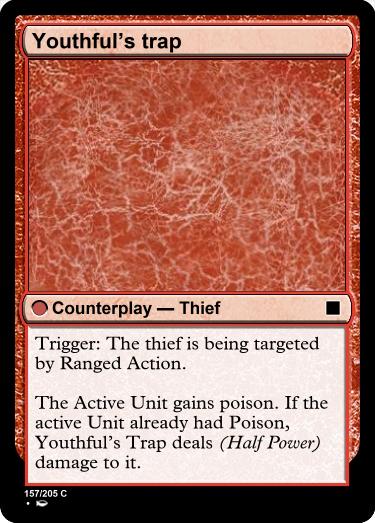 Youthful's trap
Counterplay — Thief
Trigger: The thief is being targeted
by Ranged Action.
The Active Unit gains poison. If the
active Unit already had Poison,
Youthful's Trap deals (Half Power)
damage to it.
157/205 C